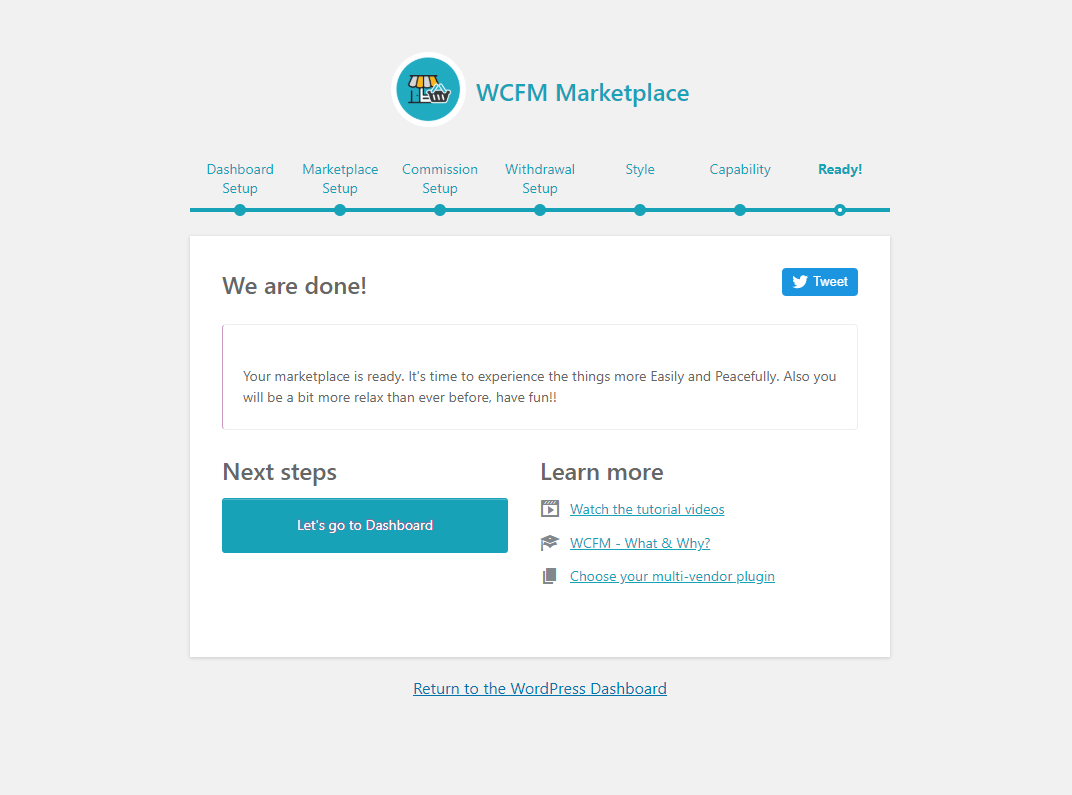 WCFM Marketplace
Dashboard Setup
Marketplace Setup
Commission Setup
Withdrawal Setup
Style
Capability
Ready!
We are done!
Tweet
Your marketplace is ready. It's time to experience the things more Easily and Peacefully. Also you
will be a bit more relax than ever before, have fun!!
Next steps
Let's go to Dashboard
Learn more
Watch the tutorial videos
WCFM - What & Why?
Choose your multi-vendor plugin
Return to the WordPress Dashboard